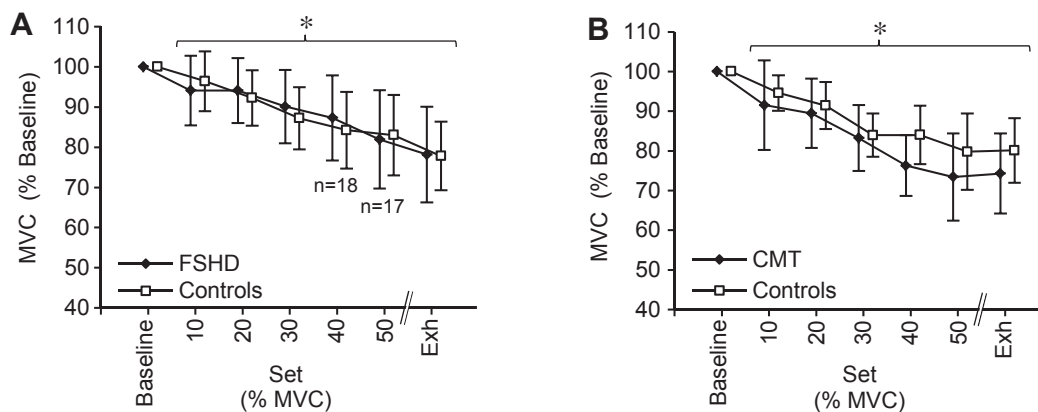 A
*
MVC (% Baseline)
110
100
90
80
70
60
50
40
n=18
n=17
FSHD
Controls
Baseline
10
20
30
40
50
Exh
Set
(% MVC)
B
*
MVC (% Baseline)
110
100
90
80
70
60
50
40
CMT
Controls
Baseline
10
20
30
40
50
Exh
Set
(% MVC)